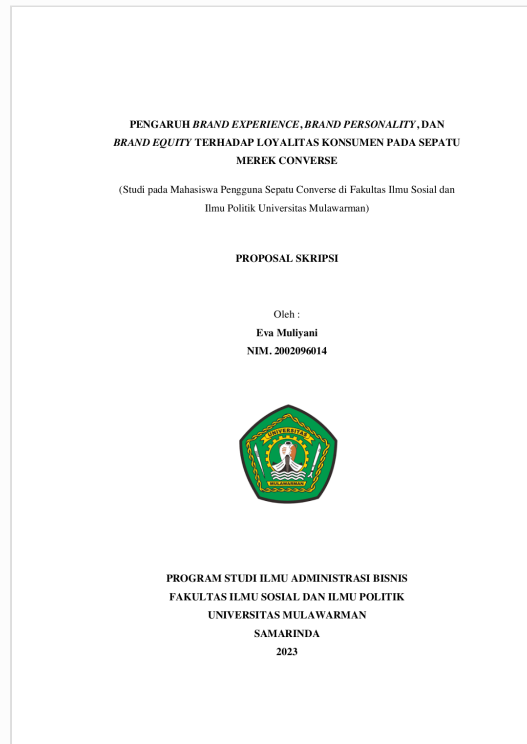 PENGARUH BRAND EXPERIENCE, BRAND PERSONALITY, DAN
BRAND EQUITY TERHADAP LOYALITAS KONSUMEN PADA SEPATU
MEREK CONVERSE
(Studi pada Mahasiswa Pengguna Sepatu Converse di Fakultas Ilmu Sosial dan
Ilmu Politik Universitas Mulawarman)
PROPOSAL SKRIPSI
Oleh :
Eva Muliyani
NIM. 2002096014
UNIVERSITAS
MULAWARMAN
PROGRAM STUDI ILMU ADMINISTRASI BISNIS
FAKULTAS ILMU SOSIAL DAN ILMU POLITIK
UNIVERSITAS MULAWARMAN
SAMARINDA
2023